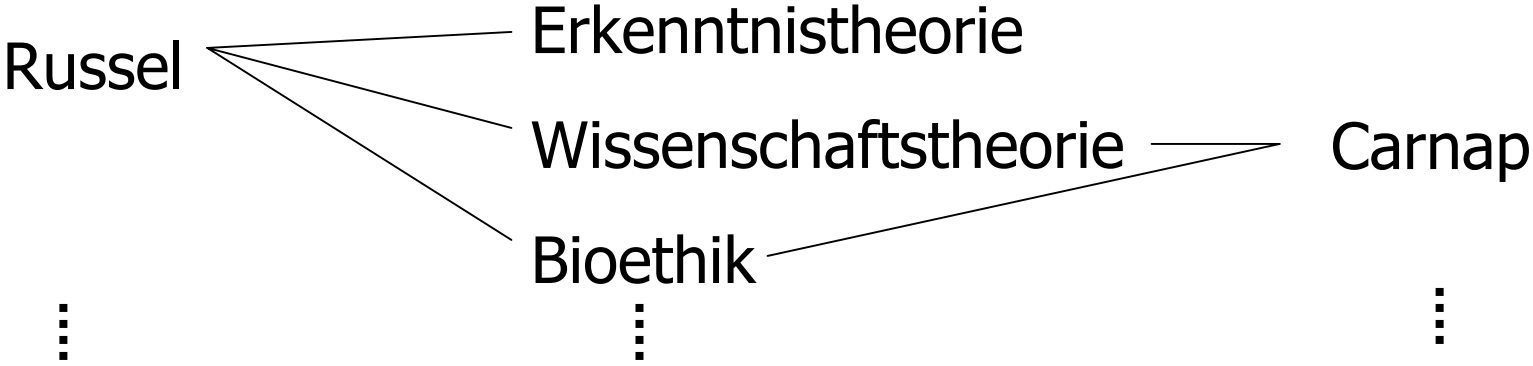 Russel
Erkenntnistheorie
Wissenschaftstheorie
Carnap
Bioethik